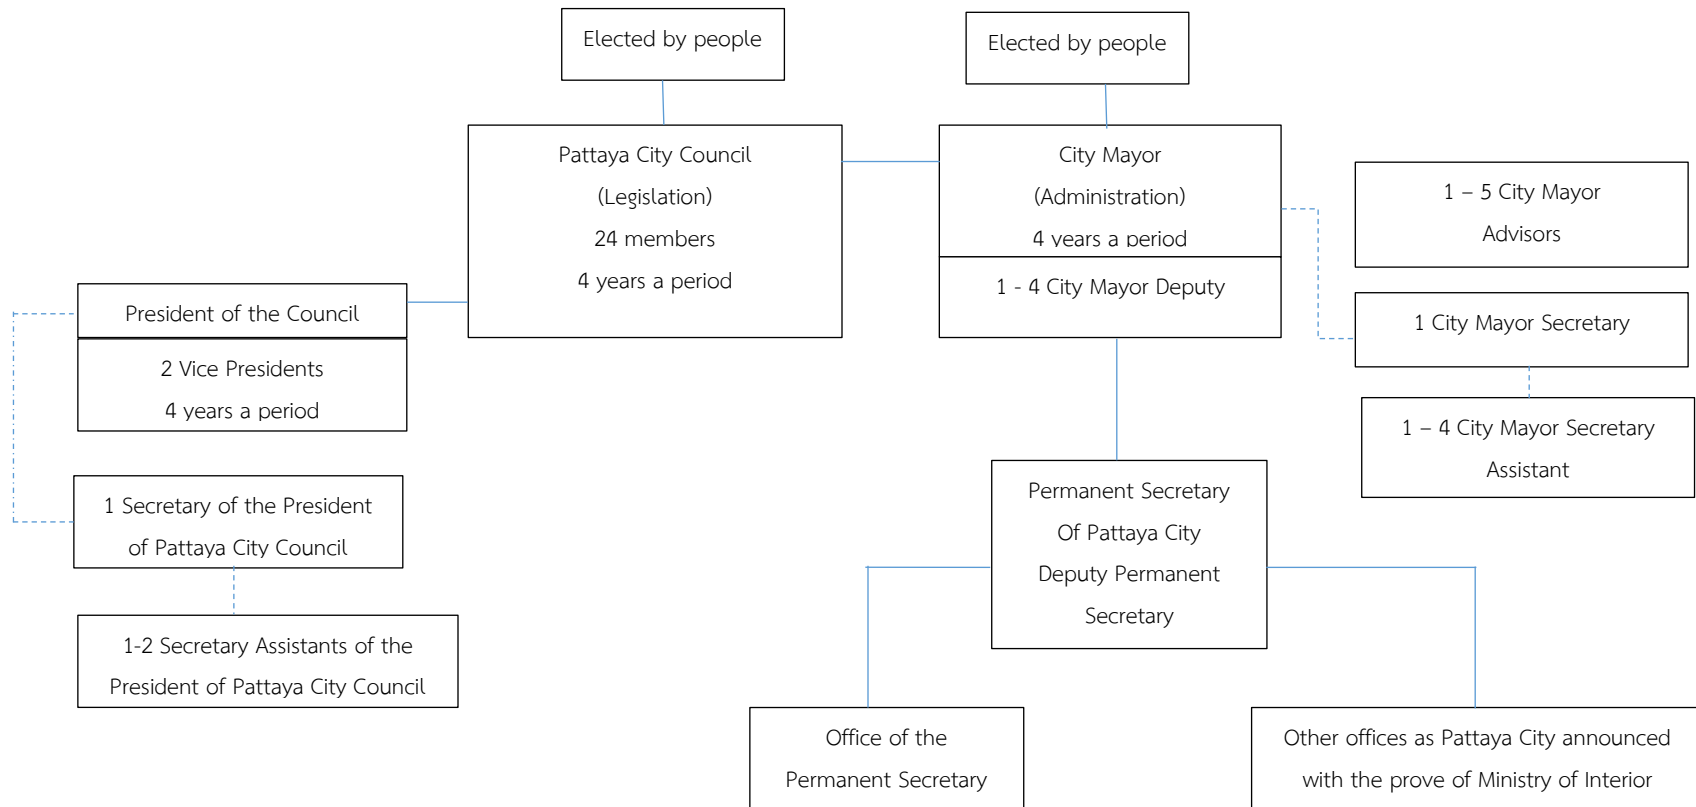 Elected by people
Elected by people
Pattaya City Council
(Legislation)
24 members
4 years a period
City Mayor
(Administration)
4 years a period
1 - 4 City Mayor Deputy
1 – 5 City Mayor
Advisors
1 City Mayor Secretary
1 – 4 City Mayor Secretary
Assistant
President of the Council
2 Vice Presidents
4 years a period
1 Secretary of the President
of Pattaya City Council
1-2 Secretary Assistants of the
President of Pattaya City Council
Permanent Secretary
Of Pattaya City
Deputy Permanent
Secretary
Office of the
Permanent Secretary
Other offices as Pattaya City announced
with the prove of Ministry of Interior